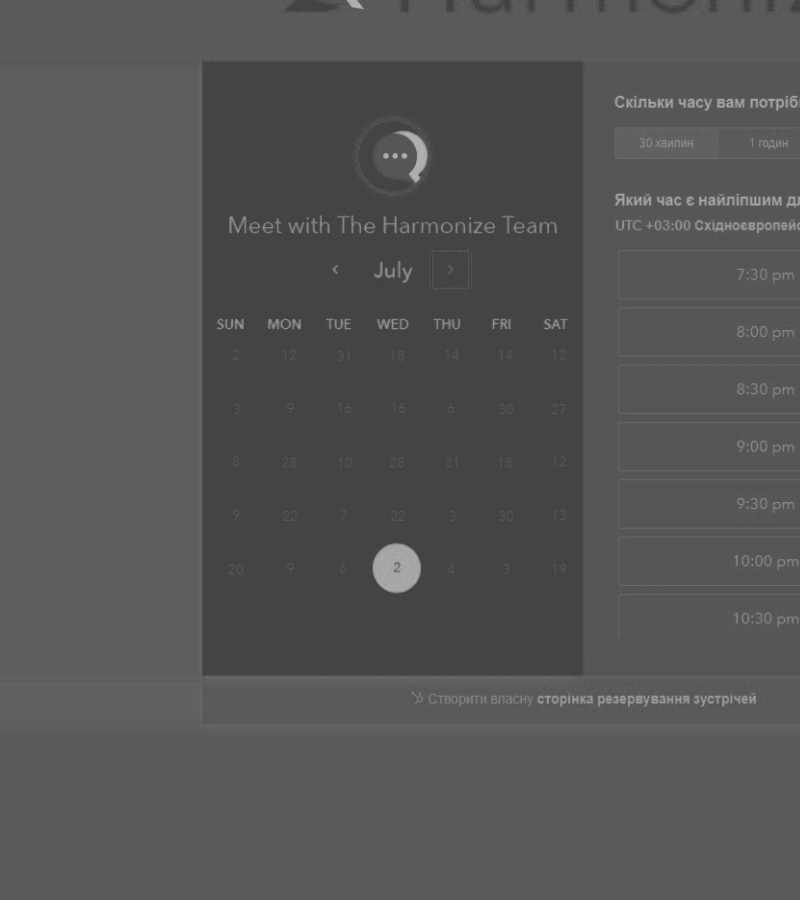 Harmonize
Meet with The Harmonize Team
July
SUN MON TUE WED THU FRI SAT
2 12 31 18 14 14 12
3 9 16 16 6 30 27
8 28 10 28 31 18 12
9 22 7 22 3 30 13
20 9 6 2 4 3 19
Скільки часу вам потріб
30 хвилин 1 годин
Який час є найліпшим д
UTC +03:00 Східноєвропейс
7:30 pm
8:00 pm
8:30 pm
9:00 pm
9:30 pm
10:00 pm
10:30 pm
Створити власну сторінка резервування зустрічей